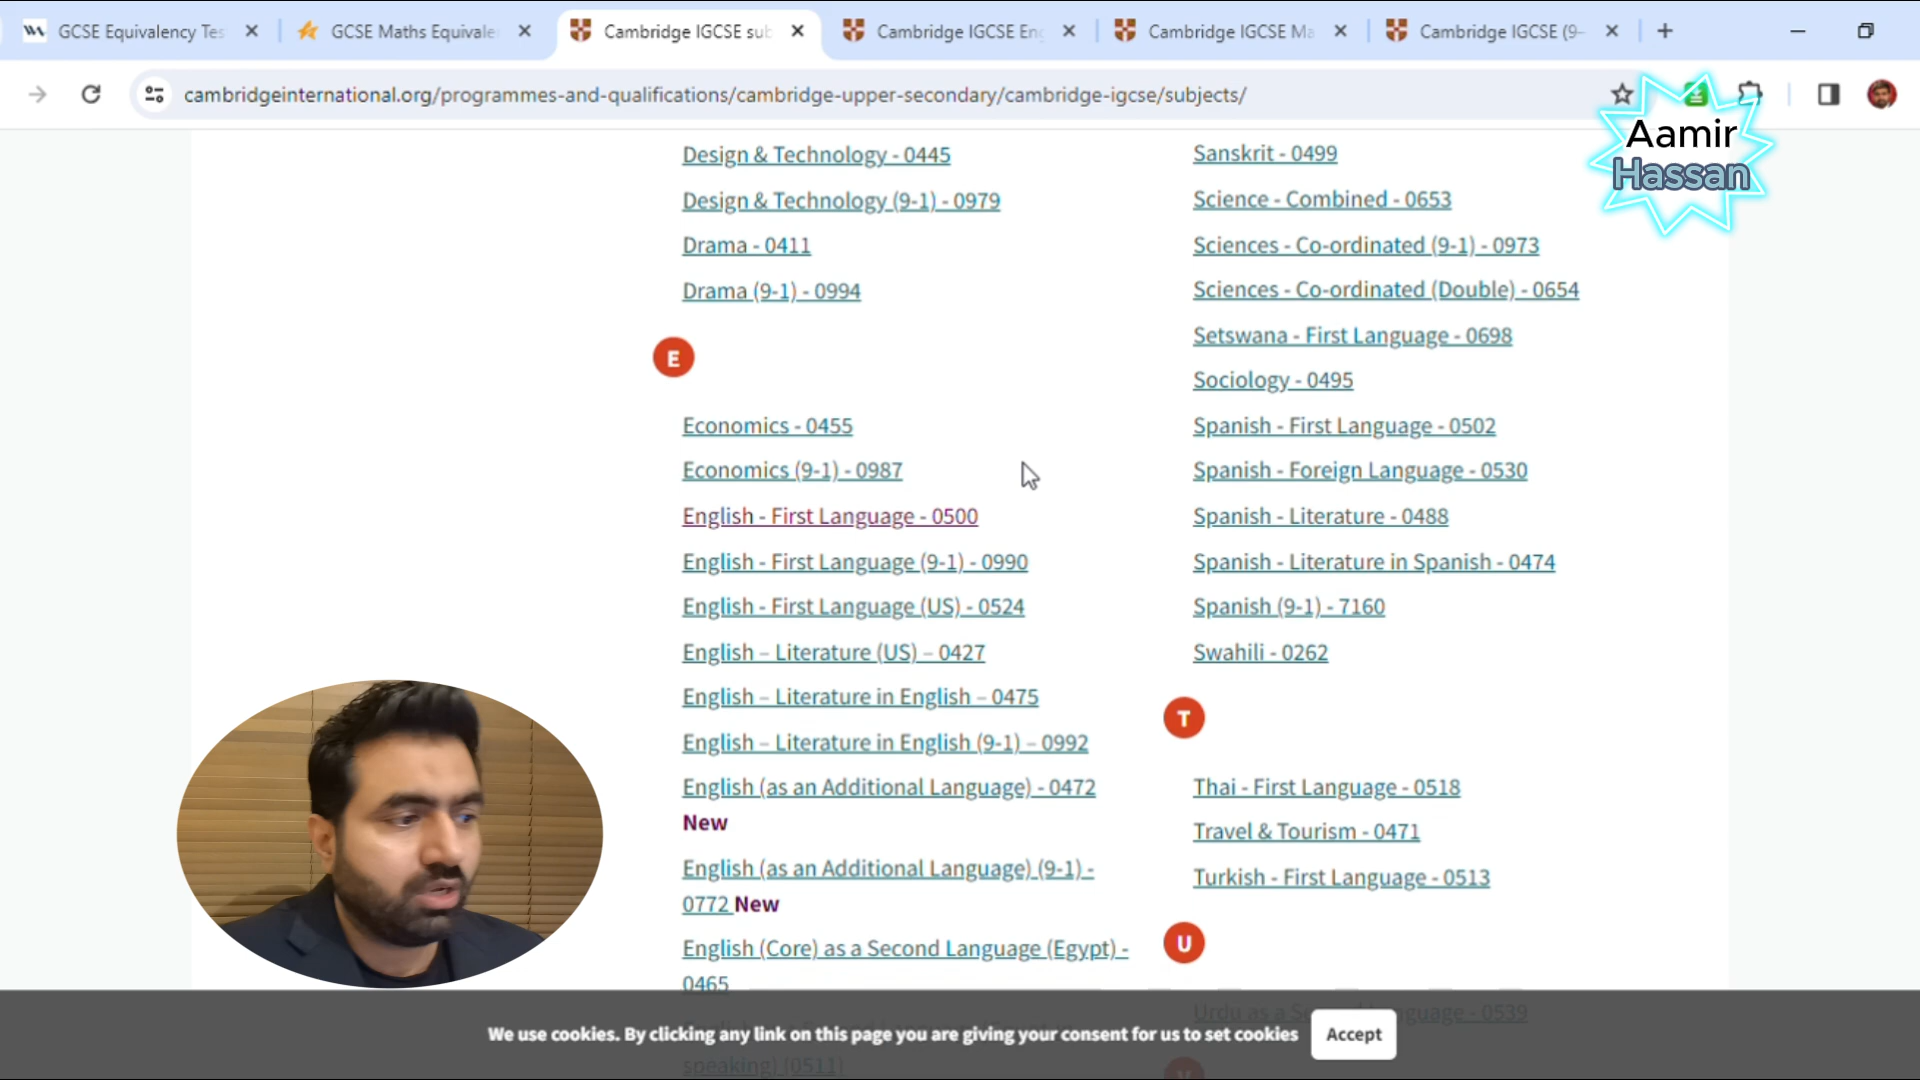 GCSE Equivalency Tes
GCSE Maths Equivale
Cambridge IGCSE sub
Cambridge IGCSE En
Cambridge IGCSE Ma
Cambridge IGCSE (9-
cambridgeinternational.org/programmes-and-qualifications/cambridge-upper-secondary/cambridge-igcse/subjects/
Aamir
Hassan
Design & Technology - 0445
Design & Technology (9-1) - 0979
Drama - 0411
Drama (9-1) - 0994
E
Economics - 0455
Economics (9-1) - 0987
English - First Language - 0500
English - First Language (9-1) - 0990
English - First Language (US) - 0524
English – Literature (US) – 0427
English – Literature in English – 0475
English – Literature in English (9-1) – 0992
English (as an Additional Language) - 0472
New
English (as an Additional Language) (9-1) -
0772 New
English (Core) as a Second Language (Egypt) -
0465
speaking) (0511)
Sanskrit - 0499
Science - Combined - 0653
Sciences - Co-ordinated (9-1) - 0973
Sciences - Co-ordinated (Double) - 0654
Setswana - First Language - 0698
Sociology - 0495
Spanish - First Language - 0502
Spanish - Foreign Language - 0530
Spanish - Literature - 0488
Spanish - Literature in Spanish - 0474
Spanish (9-1) - 7160
Swahili - 0262
T
Thai - First Language - 0518
Travel & Tourism - 0471
Turkish - First Language - 0513
U
Urdu as a Second Language - 0539
We use cookies. By clicking any link on this page you are giving your consent for us to set cookies
Accept